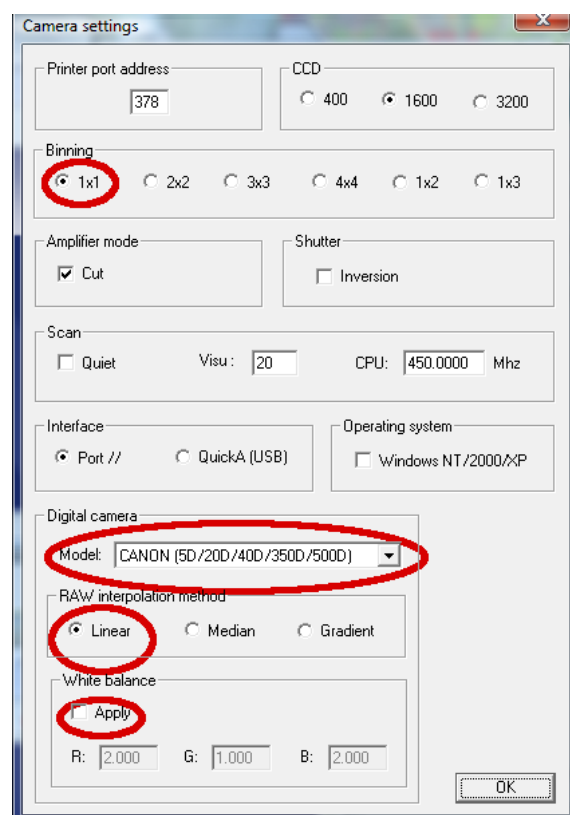 Camera settings
Printer port address
378
CCD
400 1600 3200
Binning
1x1 2x2 3x3 4x4 1x2 1x3
Amplifier mode
Cut
Shutter
Inversion
Scan
Quiet Visu : 20 CPU: 450.0000 Mhz
Interface
Port // QuickA (USB)
Operating system
Windows NT/2000/XP
Digital camera
Model: CANON (5D/20D/40D/350D/500D)
RAW interpolation method
Linear Median Gradient
White balance
Apply
R: 2.000 G: 1.000 B: 2.000
OK